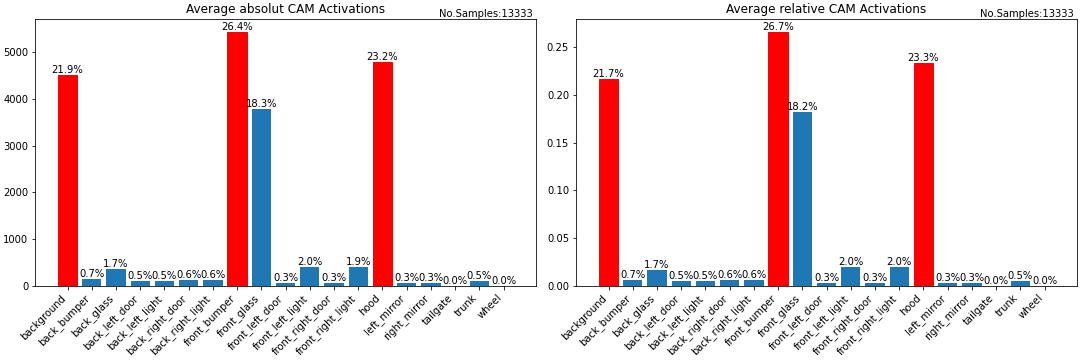 Average absolut CAM Activations
No.Samples:13333
5000
4000
3000
2000
1000
0
21.9%
0.7%
1.7%
0.5%
0.5%
0.6%
0.6%
26.4%
18.3%
0.3%
2.0%
0.3%
1.9%
23.2%
0.3%
0.3%
0.0%
0.5%
0.0%
background
back_bumper
back_glass
back_left_door
back_left_light
back_right_door
back_right_light
front_bumper
front_glass
front_left_door
front_left_light
front_right_door
front_right_light
hood
left_mirror
right_mirror
tailgate
trunk
wheel
Average relative CAM Activations
No.Samples:13333
0.25
0.20
0.15
0.10
0.05
0.00
21.7%
0.7%
1.7%
0.5%
0.5%
0.6%
0.6%
26.7%
18.2%
0.3%
2.0%
0.3%
2.0%
23.3%
0.3%
0.3%
0.0%
0.5%
0.0%
background
back_bumper
back_glass
back_left_door
back_left_light
back_right_door
back_right_light
front_bumper
front_glass
front_left_door
front_left_light
front_right_door
front_right_light
hood
left_mirror
right_mirror
tailgate
trunk
wheel